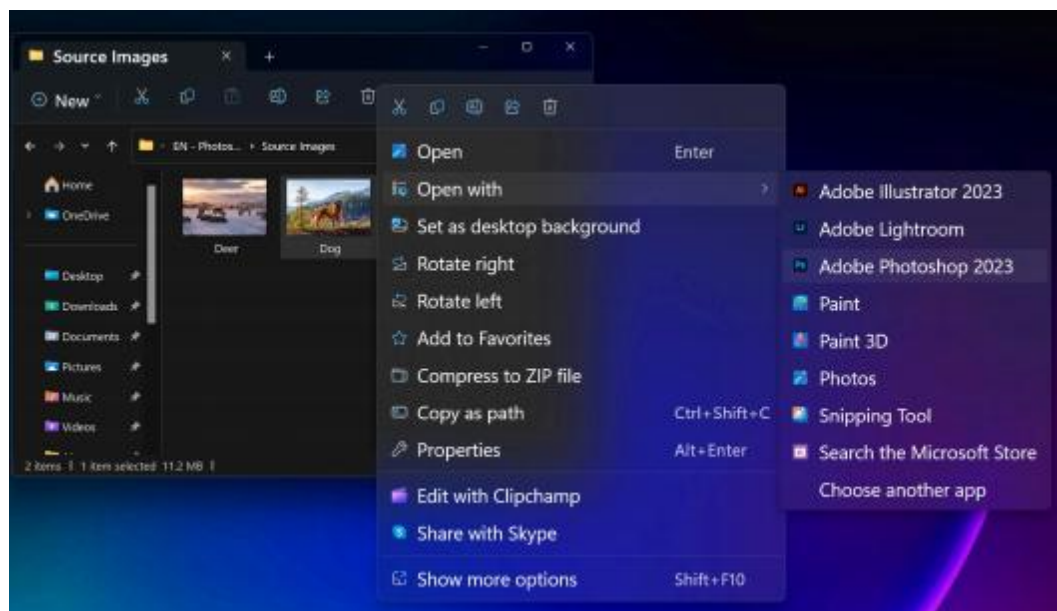 Source Images
New
EN - Photos... > Source Images
Home
OneDrive
Desktop
Downloads
Documents
Pictures
Music
Videos
Deer
Dog
2 items | 1 item selected 11.2 MB |
Open Enter
Open with
Set as desktop background
Rotate right
Rotate left
Add to Favorites
Compress to ZIP file
Copy as path Ctrl+Shift+C
Properties Alt+Enter
Edit with Clipchamp
Share with Skype
Show more options Shift+F10
Adobe Illustrator 2023
Adobe Lightroom
Adobe Photoshop 2023
Paint
Paint 3D
Photos
Snipping Tool
Search the Microsoft Store
Choose another app